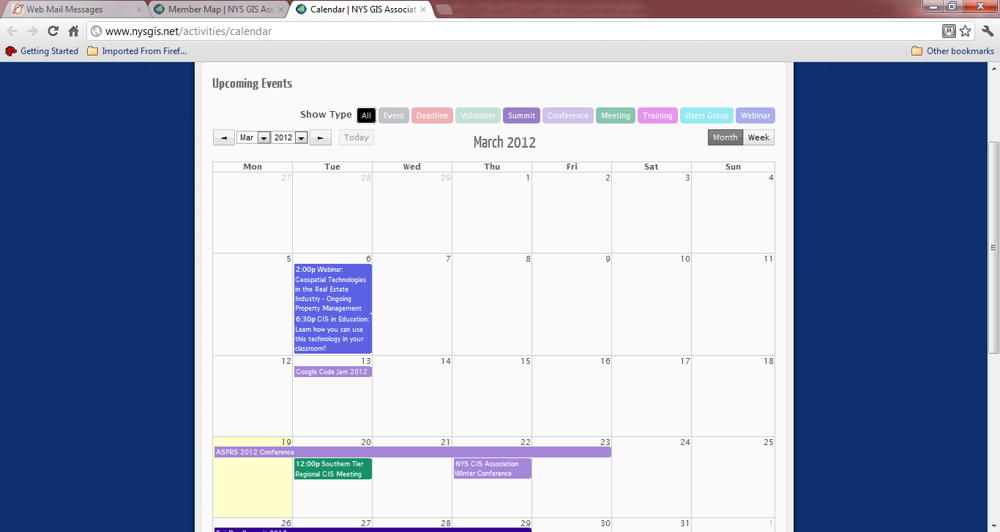 Web Mail Messages
Member Map | NYS GIS Ass
Calendar | NYS GIS Associat
www.nysgis.net/activities/calendar
Getting Started
Imported From Firef...
Other bookmarks
Upcoming Events
Show Type All Event Deadline Volunteer Summit Conference Meeting Training Users Group Webinar
Mar 2012 Today
March 2012
Month Week
Mon Tue Wed Thu Fri Sat Sun
27 28 29 1 2 3 4
5 6 7 8 9 10 11
2:00p Webinar:
Geospatial Technologies
in the Real Estate
Industry - Ongoing
Property Management
6:30p GIS in Education:
Learn how you can use
this technology in your
classroom?
12 13 14 15 16 17 18
Google Code Jam 2012
19 20 21 22 23 24 25
ASPRS 2012 Conference
12:00p Southern Tier
Regional GIS Meeting
NYS GIS Association
Winter Conference
26 27 28 29 30 31 1